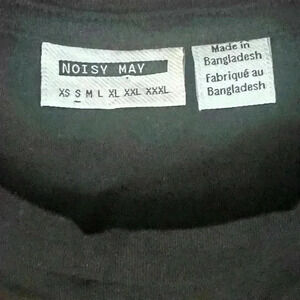 NOISY MAY
XS S M L XL XXL XXXL
Made in
Bangladesh
Fabriqué au
Bangladesh